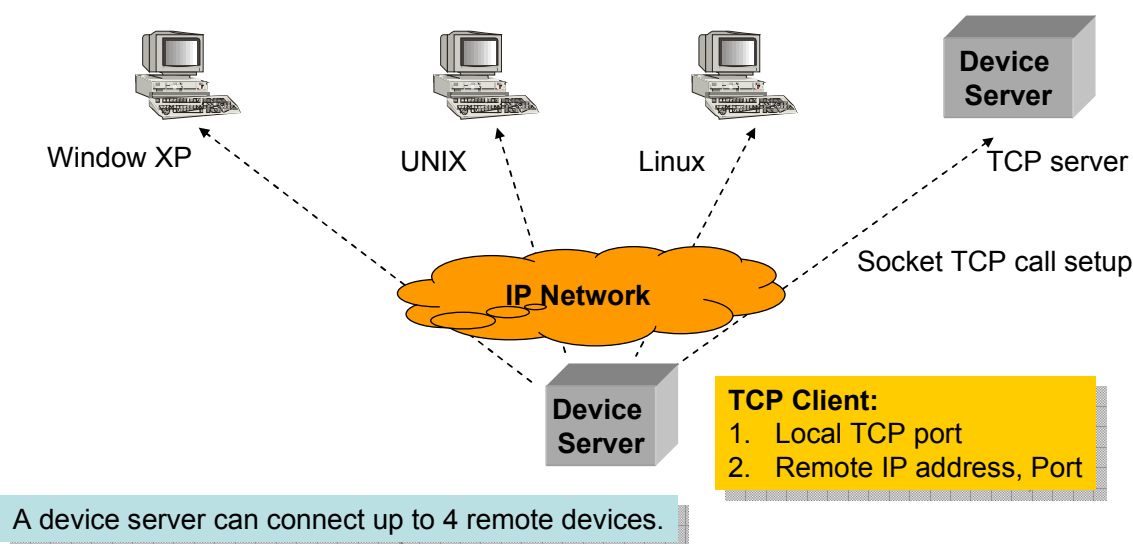 Device
Server
Window XP
UNIX
Linux
TCP server
Socket TCP call setup
IP Network
Device
Server
TCP Client:
1. Local TCP port
2. Remote IP address, Port
A device server can connect up to 4 remote devices.